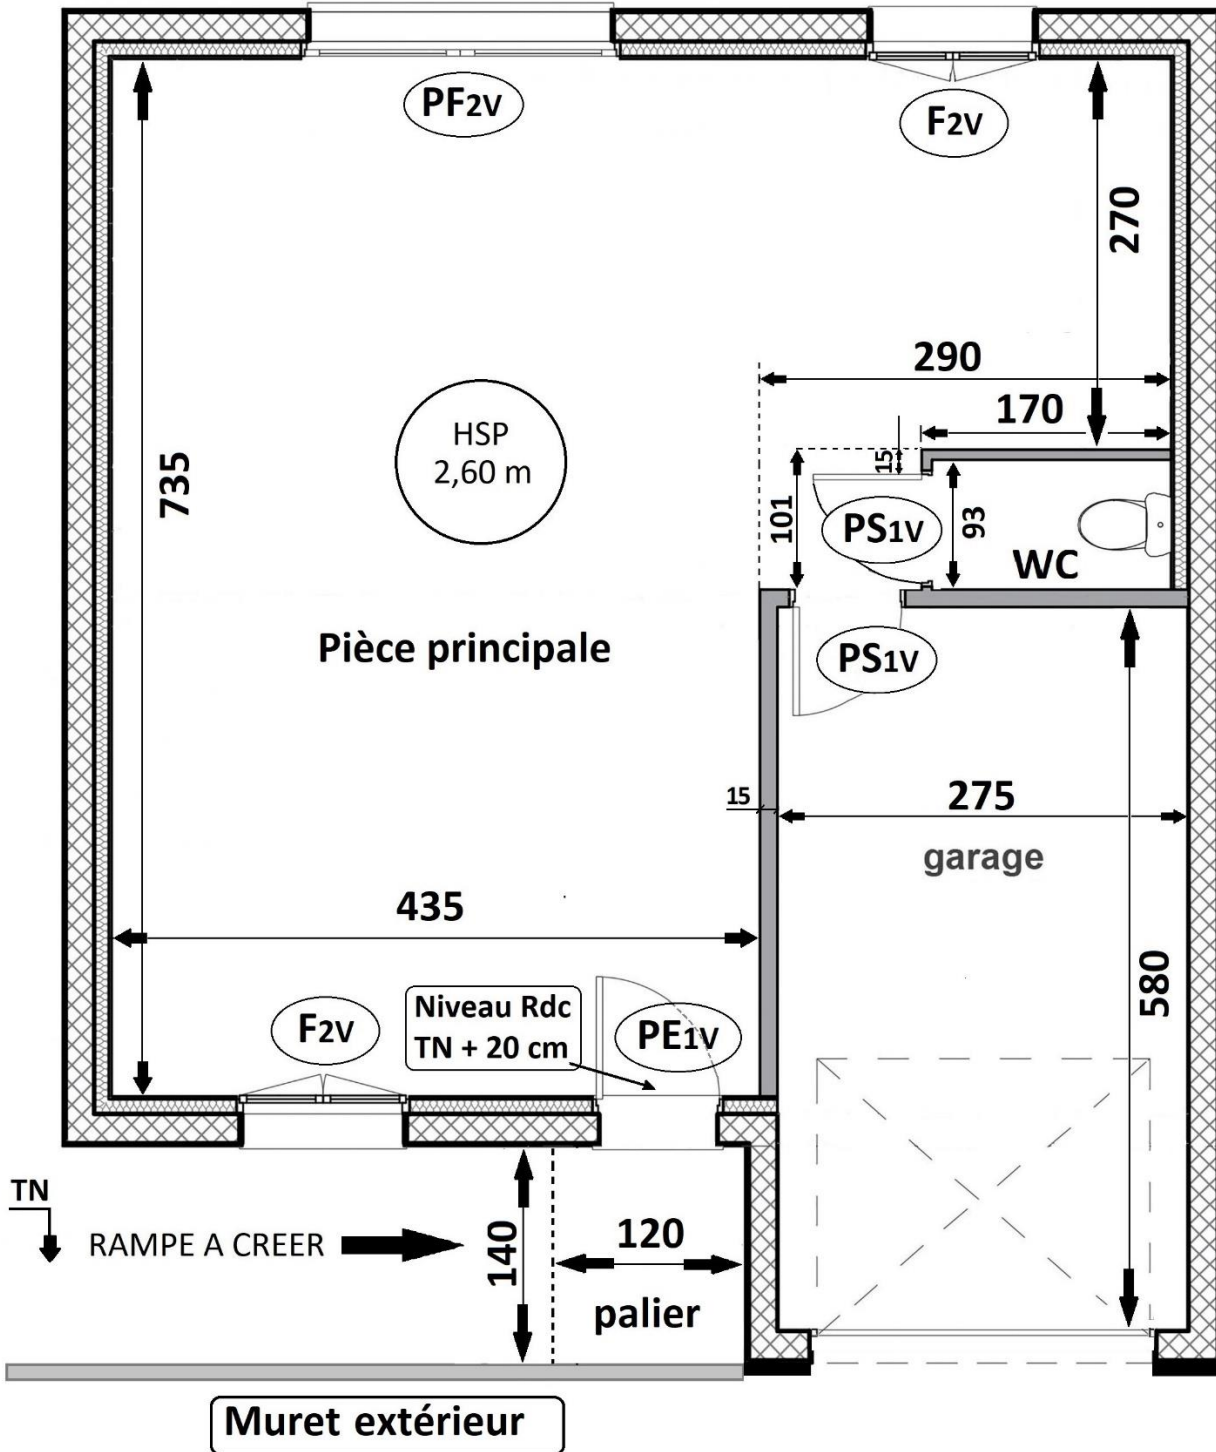 PF2V
F2V
270
290
170
HSP
2,60 m
735
15
101
PS1V
93
WC
Pièce principale
PS1V
15
275
garage
435
580
F2V
Niveau Rdc
TN + 20 cm
PE1V
TN
RAMPE A CREER
140
120
palier
Muret extérieur